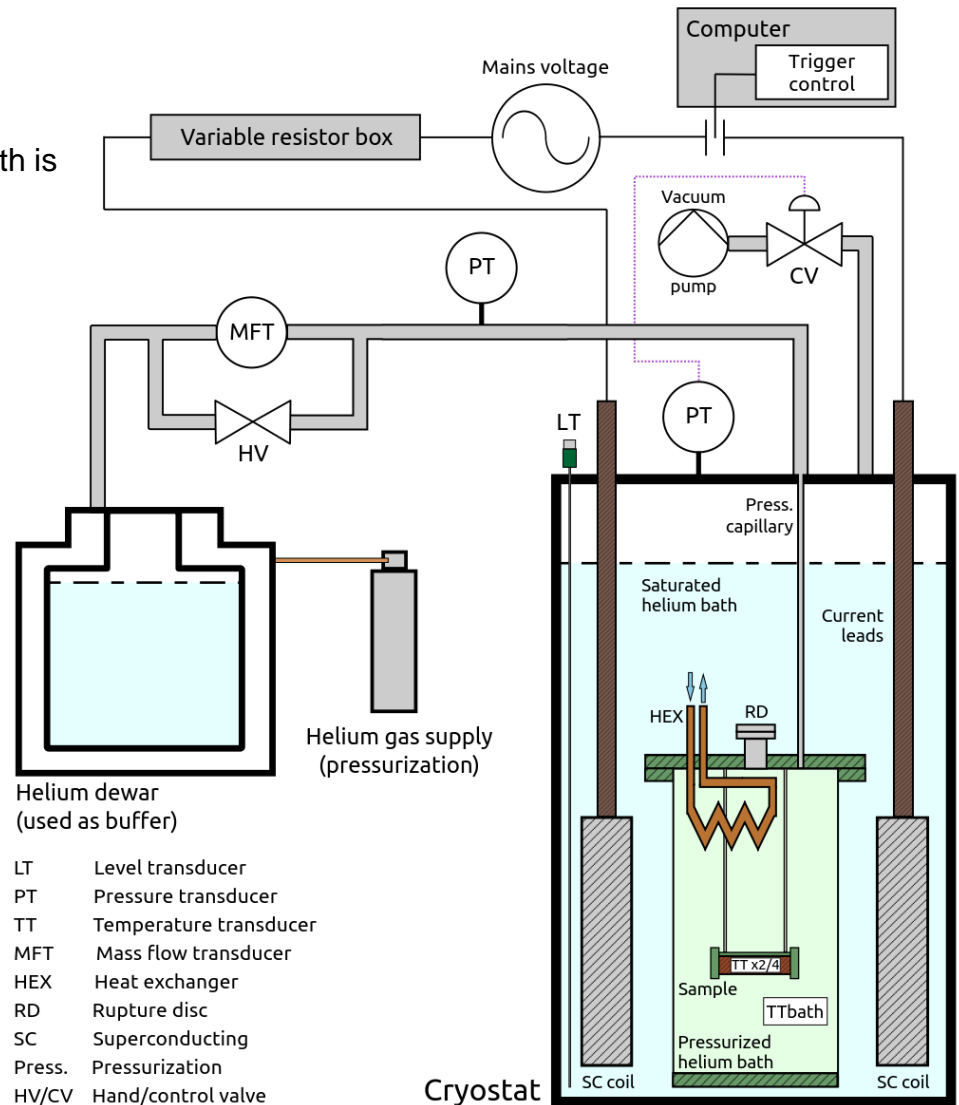 Computer
Trigger
control
Mains voltage
Variable resistor box
th is
Vacuum
pump
CV
PT
MFT
HV
PT
LT
Press.
capillary
Saturated
helium bath
Current
leads
HEX
RD
Helium gas supply
(pressurization)
Helium dewar
(used as buffer)
LT Level transducer
PT Pressure transducer
TT Temperature transducer
MFT Mass flow transducer
HEX Heat exchanger
RD Rupture disc
SC Superconducting
Press. Pressurization
HV/CV Hand/control valve
TT x2/4
Sample
TTbath
Pressurized
helium bath
SC coil
SC coil
Cryostat